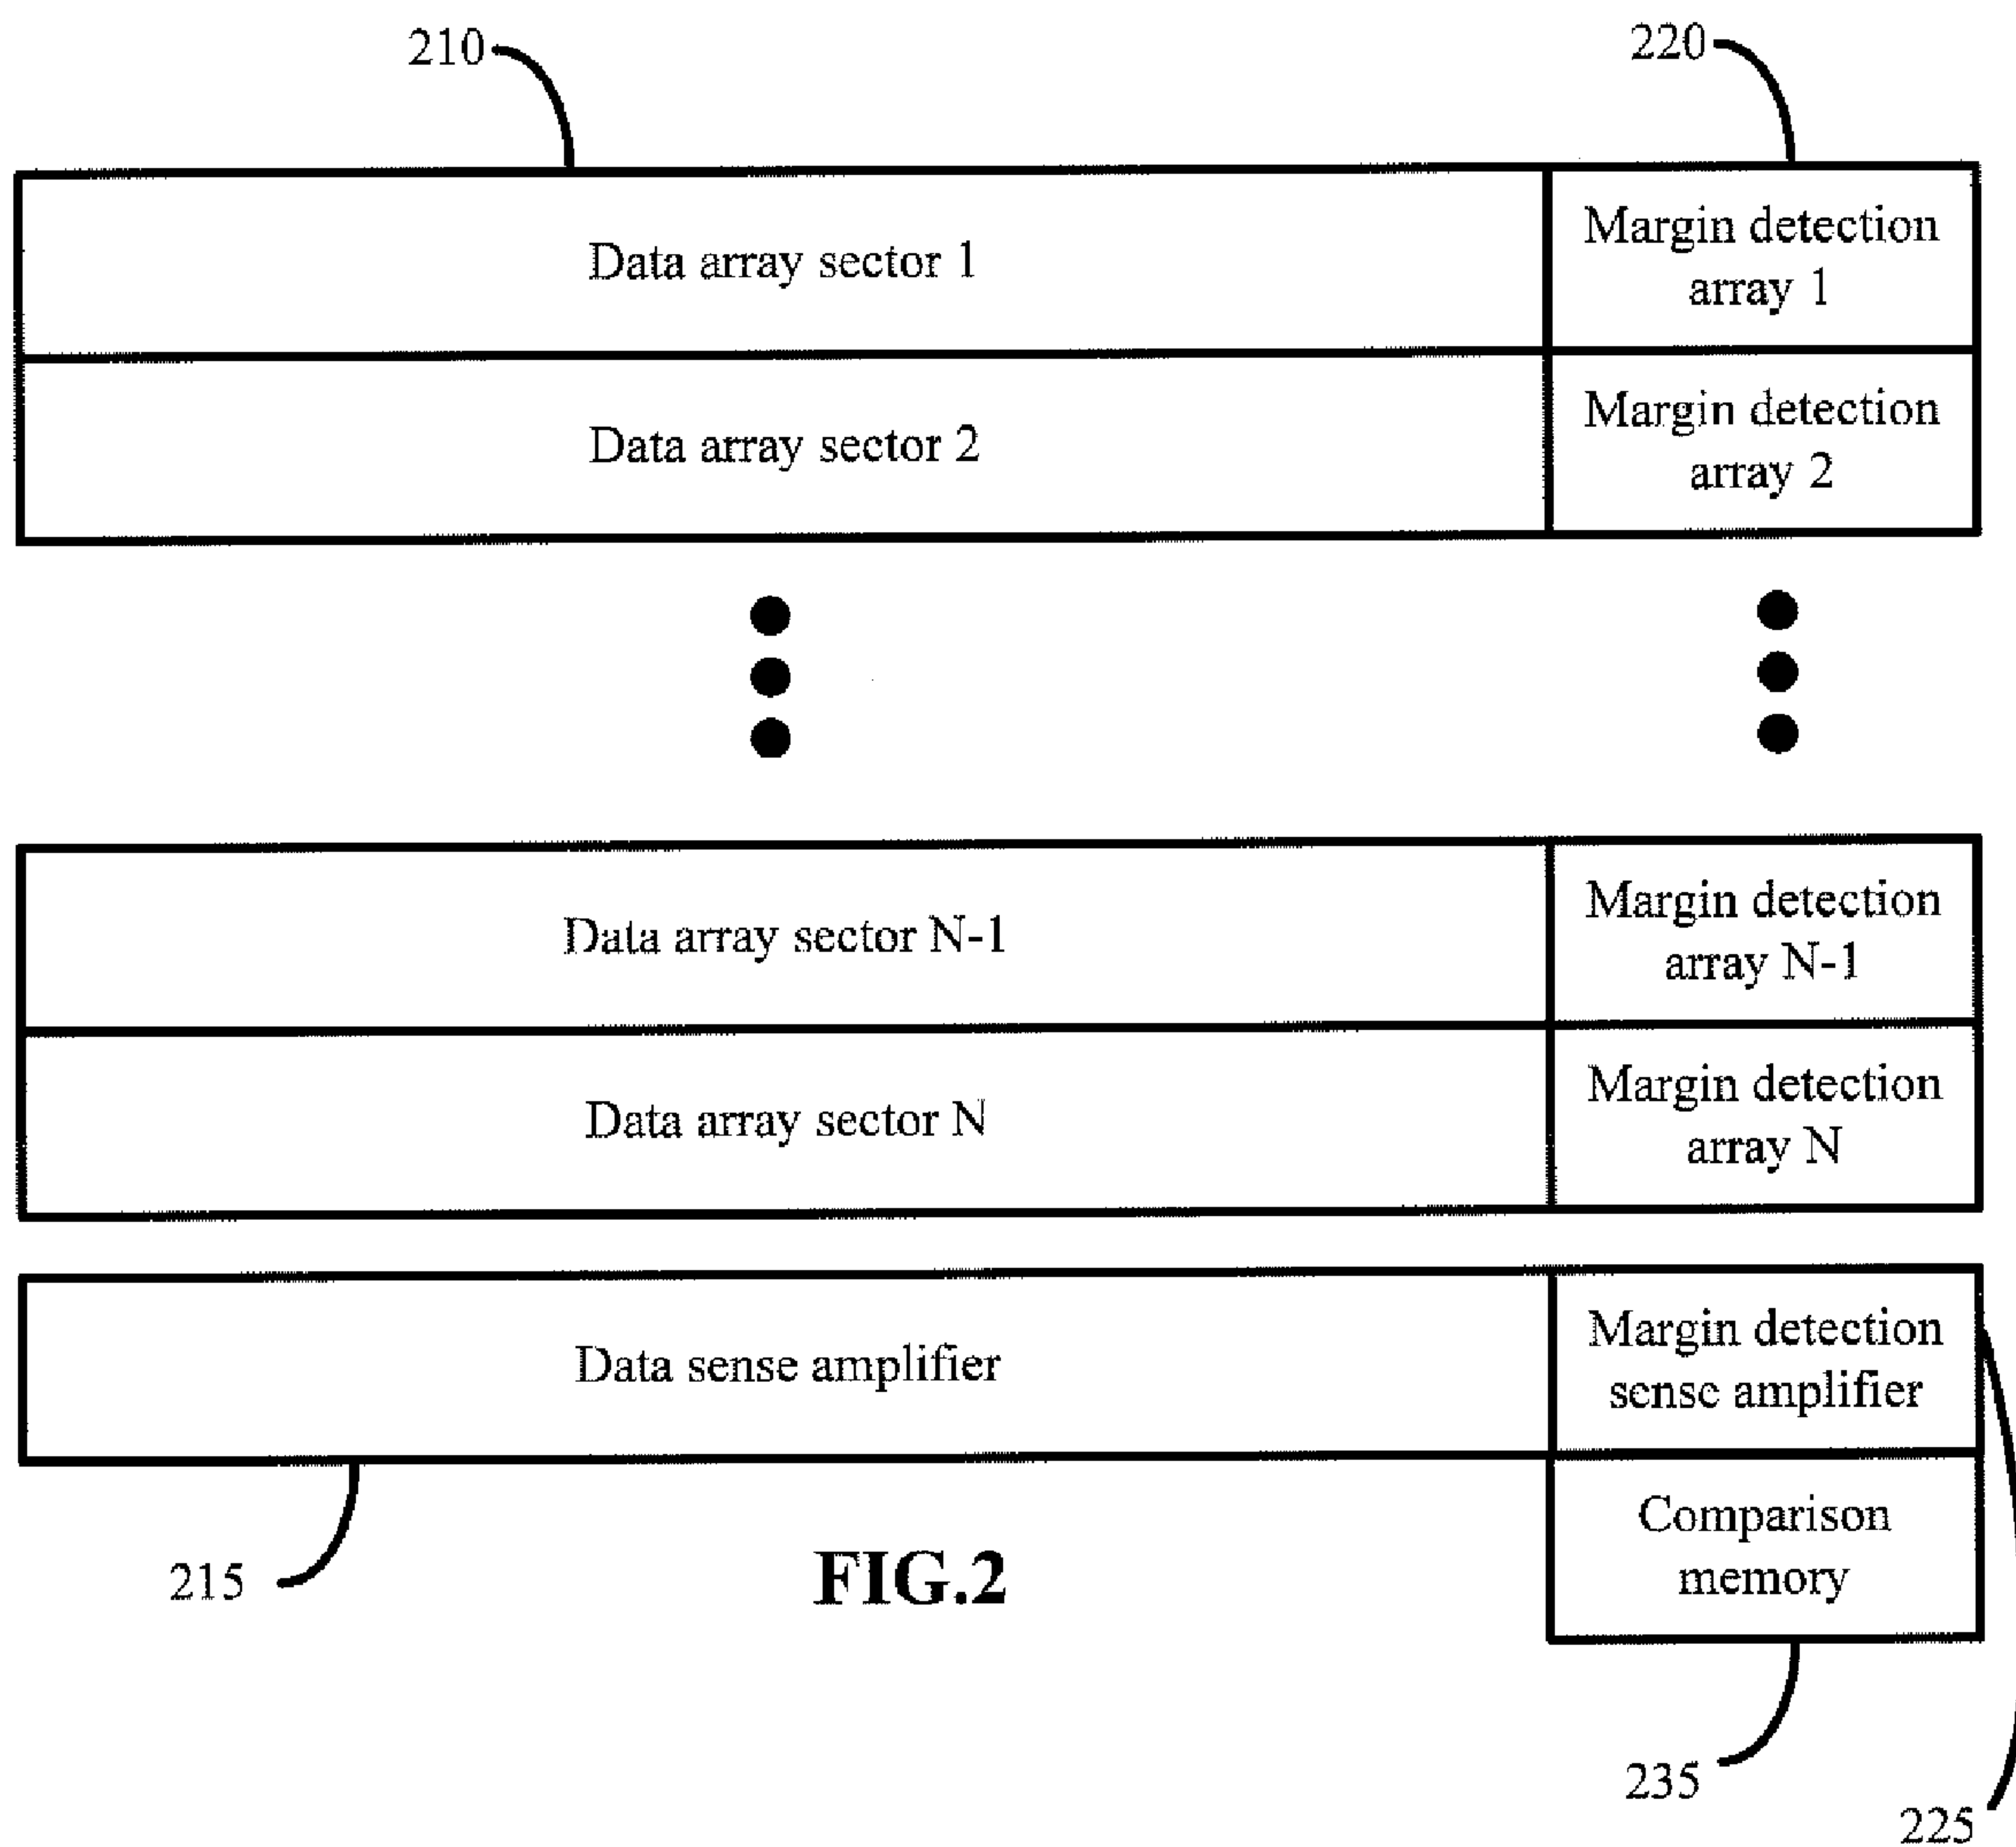 210
220
Data array sector 1
Margin detection
array 1
Data array sector 2
Margin detection
array 2
Data array sector N-1
Margin detection
array N-1
Data array sector N
Margin detection
array N
Data sense amplifier
Margin detection
sense amplifier
Comparison
memory
215
FIG.2
235
225